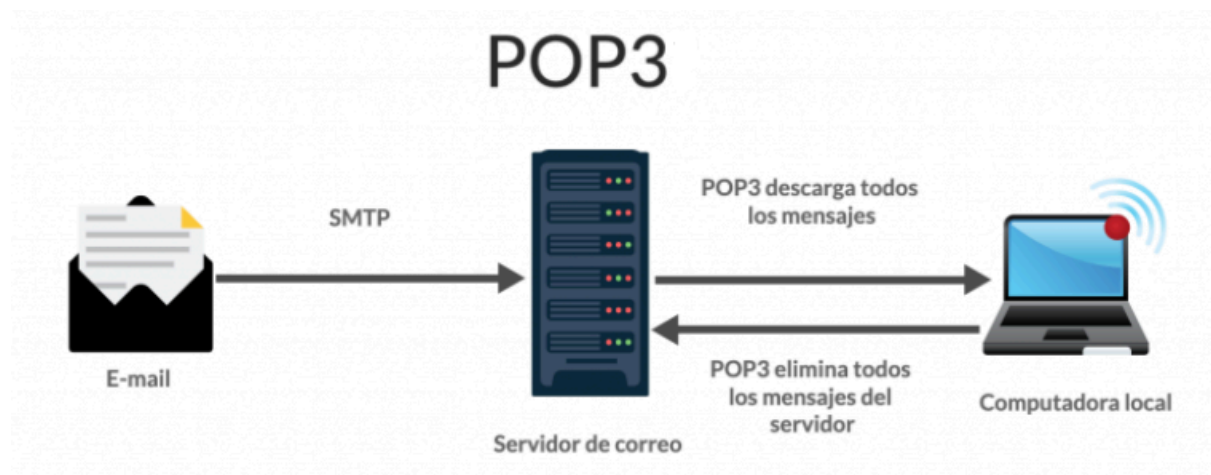 POP3
SMTP
POP3 descarga todos
los mensajes
E-mail
POP3 elimina todos
los mensajes del
servidor
Computadora local
Servidor de correo